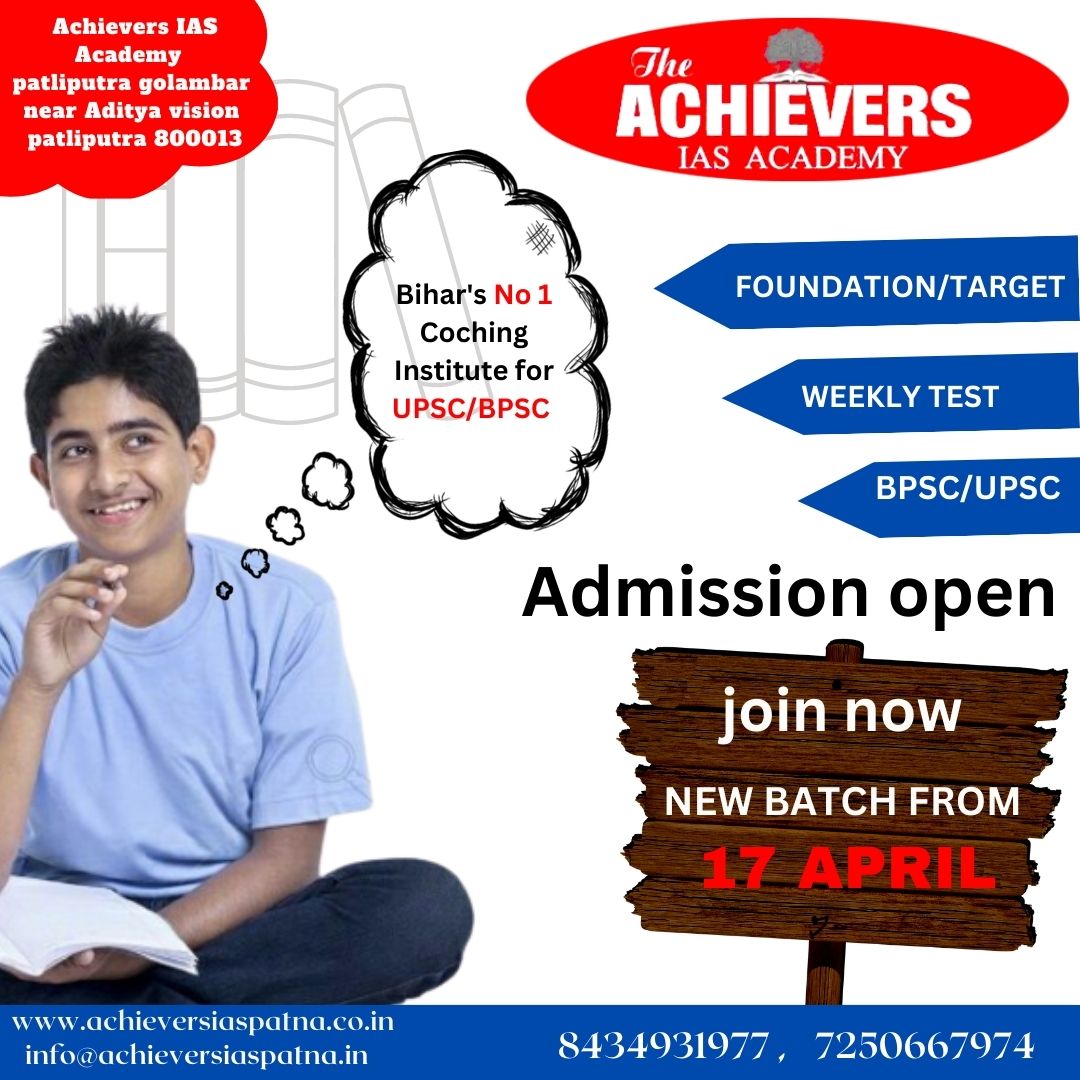 Achievers IAS
Academy
patliputra golambar
near Aditya vision
patliputra 800013
The
ACHIEVERS
IAS ACADEMY
Bihar's No 1
Coching
Institute for
UPSC/BPSC
FOUNDATION/TARGET
WEEKLY TEST
BPSC/UPSC
Admission open
join now
NEW BATCH FROM
17 APRIL
www.achieversiaspatna.co.in
info@achieversiaspatna.in
8434931977 , 7250667974